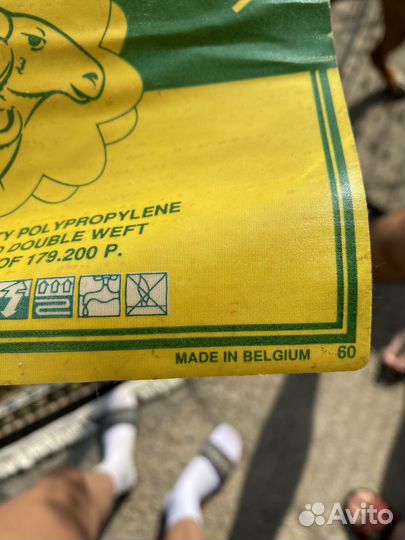 TY POLYPROPYLENE
DOUBLE WEFT
OF 179.200 P.
MADE IN BELGIUM 60
Avito